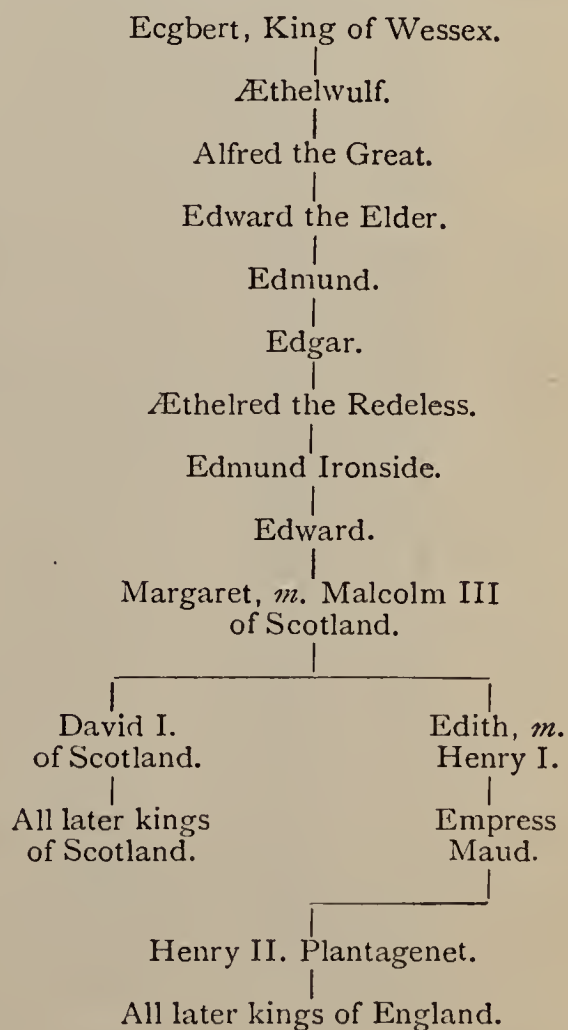 Ecgbert, King of Wessex.
Æthelwulf.
Alfred the Great.
Edward the Elder.
Edmund.
Edgar.
Æthelred the Redeless.
Edmund Ironside.
Edward.
Margaret, m. Malcolm III
of Scotland.
David I.
of Scotland.
All later kings
of Scotland.
Edith, m.
Henry I.
Empress
Maud.
Henry II. Plantagenet.
All later kings of England.